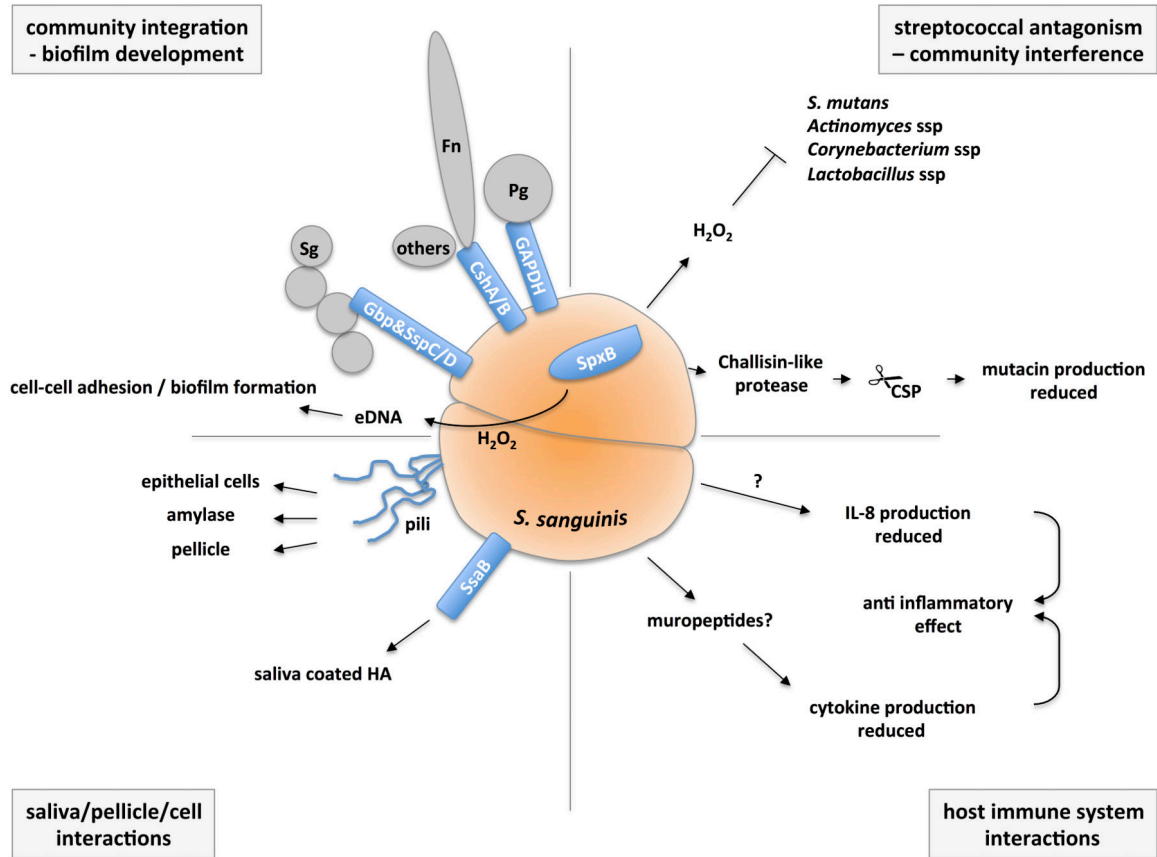 community integration
- biofilm development
streptococcal antagonism
– community interference
Fn
Pg
others
Sg
CshA/B
GAPDH
Gbp&SspC/D
SpxB
S. mutans
Actinomyces ssp
Corynebacterium ssp
Lactobacillus ssp
H₂O₂
Challisin-like
protease
CSP
mutacin production
reduced
cell-cell adhesion / biofilm formation
eDNA
H₂O₂
epithelial cells
amylase
pellicle
pili
S. sanguinis
SsaB
saliva coated HA
?
IL-8 production
reduced
anti inflammatory
effect
muropeptides?
cytokine production
reduced
saliva/pellicle/cell
interactions
host immune system
interactions